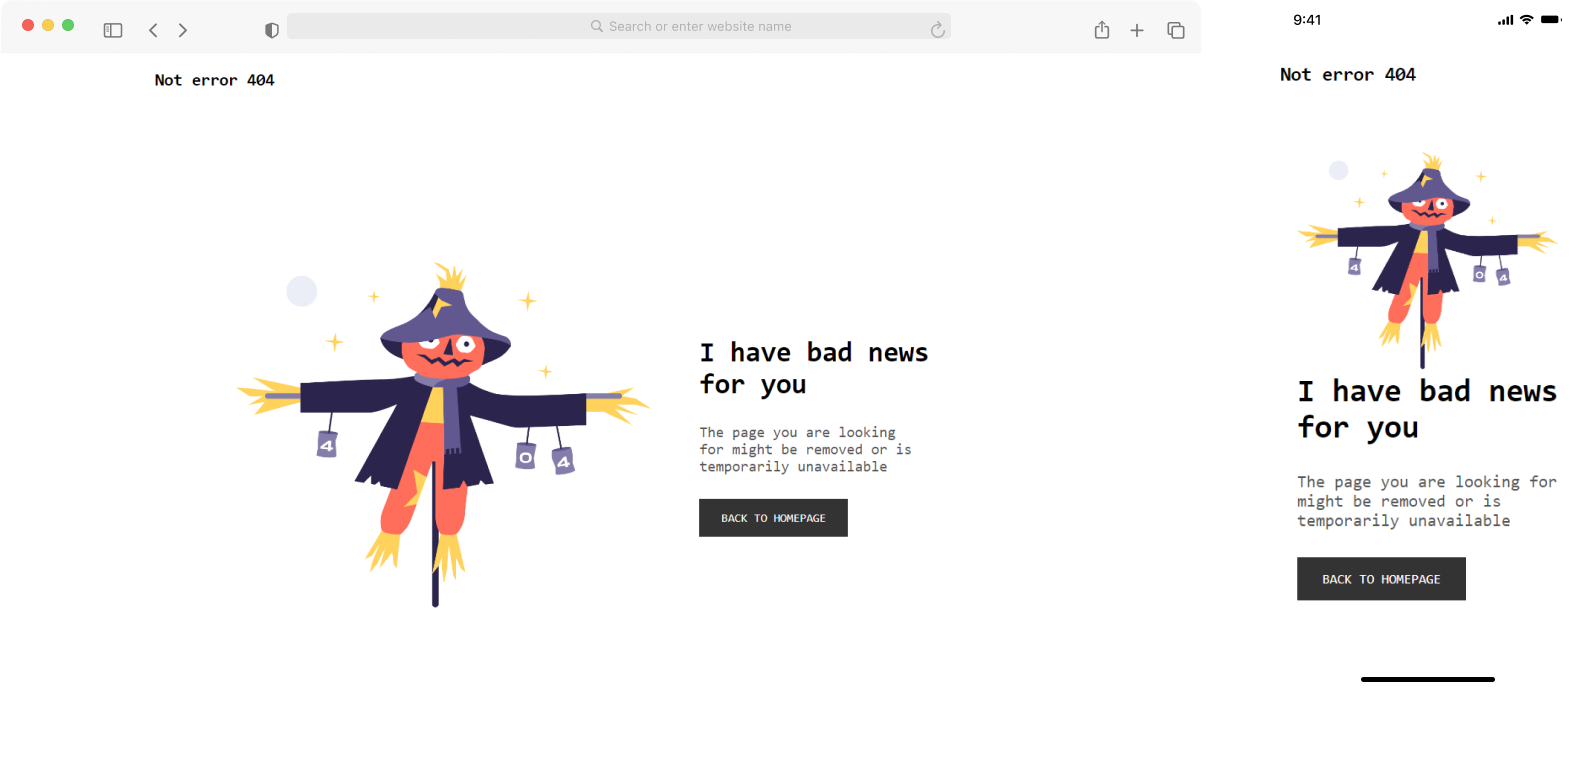 Search or enter website name
Not error 404
4
0
4
I have bad news
for you
The page you are looking
for might be removed or is
temporarily unavailable
BACK TO HOMEPAGE
9:41
Not error 404
4
0
4
I have bad news
for you
The page you are looking for
might be removed or is
temporarily unavailable
BACK TO HOMEPAGE